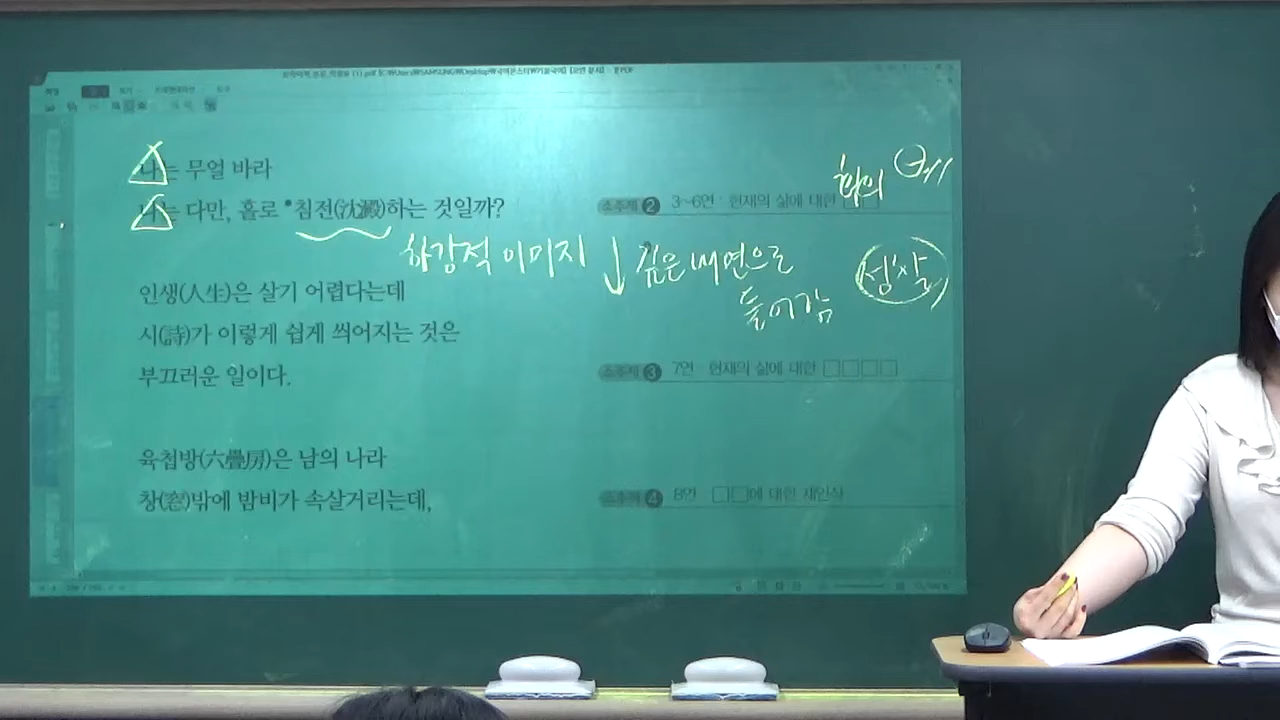 나는 무얼 바라
나는 다만, 홀로 •침전(沈澱)하는 것일까?
회의
소주제 2 3~6연 : 현재의 삶에 대한 □□
하강적 이미지 ↓ 깊은 내면으로
들어감
성찰
인생(人生)은 살기 어렵다는데
시(詩)가 이렇게 쉽게 씌어지는 것은
부끄러운 일이다.
소주제 3 7연 : 현재의 삶에 대한 □□□□
육첩방(六疊房)은 남의 나라
창(窓)밖에 밤비가 속살거리는데,
소주제 4 8연 : □□에 대한 재인식